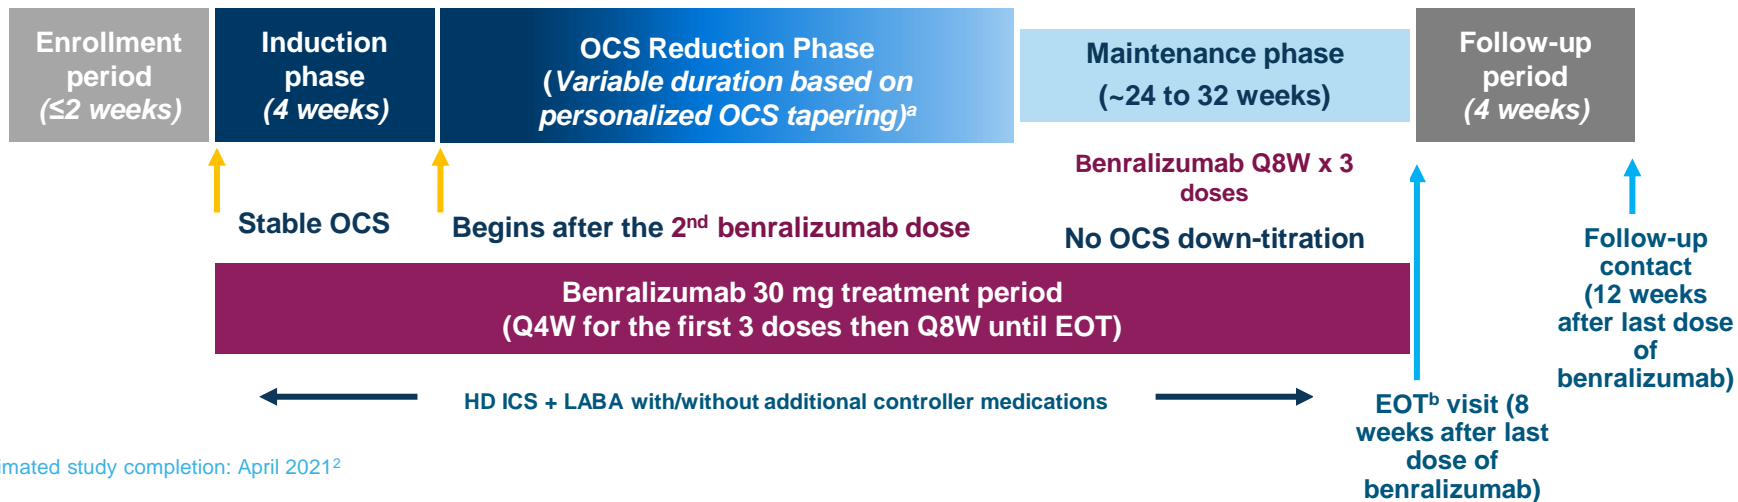 Enrollment
period
(≤2 weeks)
Induction
phase
(4 weeks)
OCS Reduction Phase
(Variable duration based on
personalized OCS tapering)ᵃ
Maintenance phase
(~24 to 32 weeks)
Follow-up
period
(4 weeks)
Stable OCS
Begins after the 2ⁿᵈ benralizumab dose
Benralizumab Q8W x 3
doses
No OCS down-titration
Benralizumab 30 mg treatment period
(Q4W for the first 3 doses then Q8W until EOT)
HD ICS + LABA with/without additional controller medications
EOTᵇ visit (8
weeks after last
dose of
benralizumab)
Follow-up
contact
(12 weeks
after last dose
of
benralizumab)
imated study completion: April 2021²